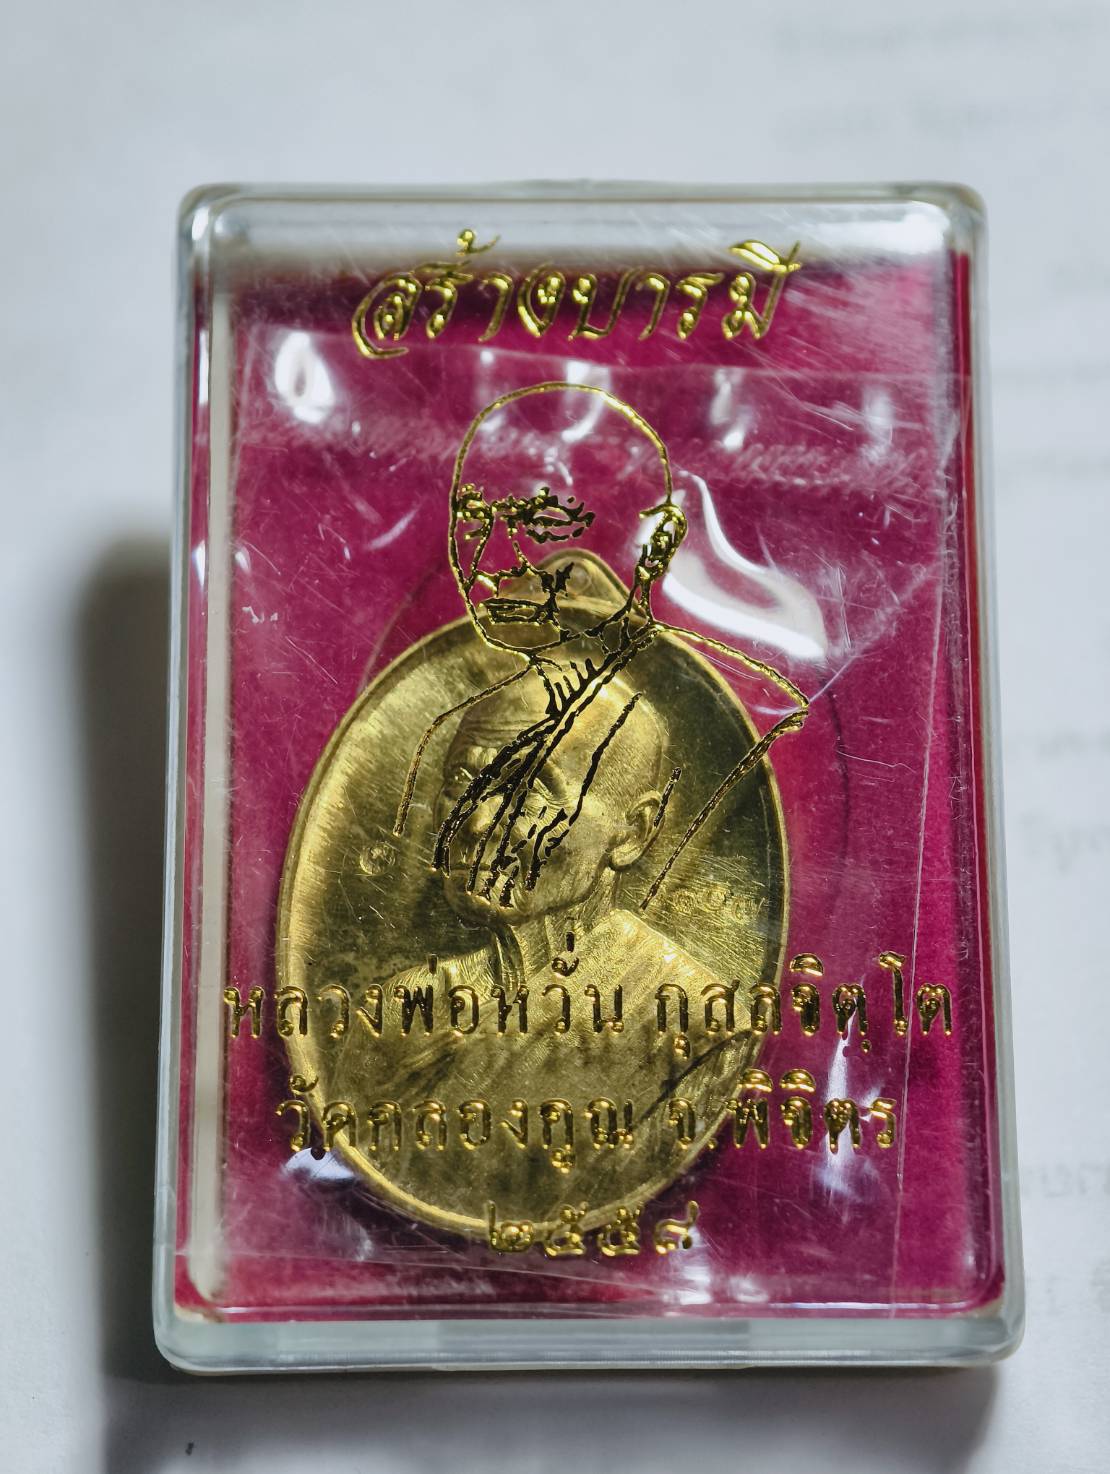 สร้างบารมี
หลวงพ่อหวั่น กุสลจิตฺโต
วัดคลองคูณ จ.พิจิตร
๒๕๕๘